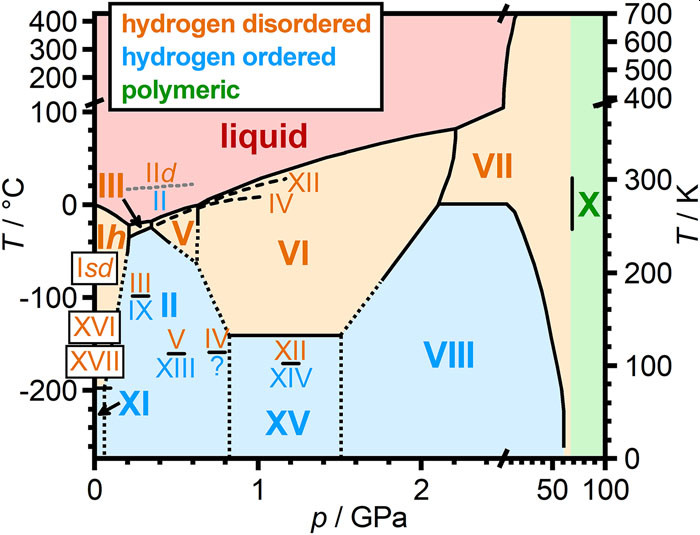 hydrogen disordered
hydrogen ordered
polymeric
400
300
200
100
0
-100
-200
T / °C
700
600
500
400
300
200
100
0
T / K
0
1
2
50
100
p / GPa
liquid
IId
II
III
XII
IV
Ih
V
VI
VII
X
Isd
III
IX
II
XVI
XVII
V
XIII
IV
?
XII
XIV
VIII
XI
XV